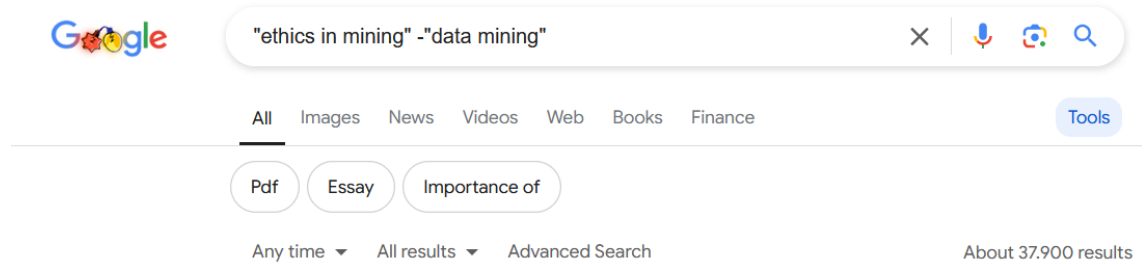 Google "ethics in mining" -"data mining"
All Images News Videos Web Books Finance Tools
Pdf Essay Importance of
Any time All results Advanced Search About 37.900 results